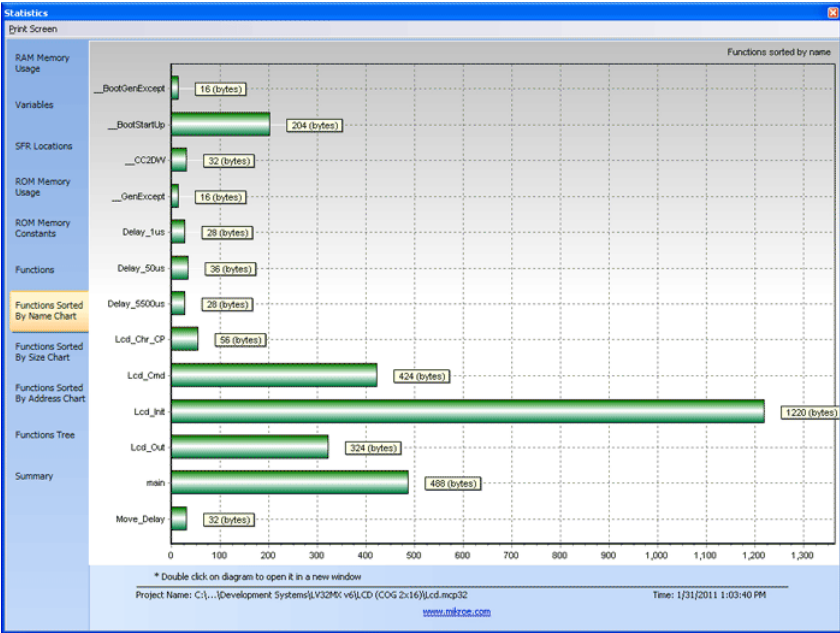 Statistics
Print Screen
RAM Memory
Usage
Variables
SFR Locations
ROM Memory
Usage
ROM Memory
Constants
Functions
Functions Sorted
By Name Chart
Functions Sorted
By Size Chart
Functions Sorted
By Address Chart
Functions Tree
Summary
Functions sorted by name
__BootGenExcept 16 (bytes)
__BootStartUp 204 (bytes)
__CC2DW 32 (bytes)
__GenExcept 16 (bytes)
Delay_1us 28 (bytes)
Delay_50us 36 (bytes)
Delay_5500us 28 (bytes)
Lcd_Chr_CP 56 (bytes)
Lcd_Cmd 424 (bytes)
Lcd_Init 1220 (bytes)
Lcd_Out 324 (bytes)
main 488 (bytes)
Move_Delay 32 (bytes)
0 100 200 300 400 500 600 700 800 900 1,000 1,100 1,200 1,300
* Double click on diagram to open it in a new window
Project Name: C:\...\Development Systems\LV32MX v6\LCD (COG 2x16)\Lcd.mcp32 Time: 1/31/2011 1:03:40 PM
www.mikroe.com